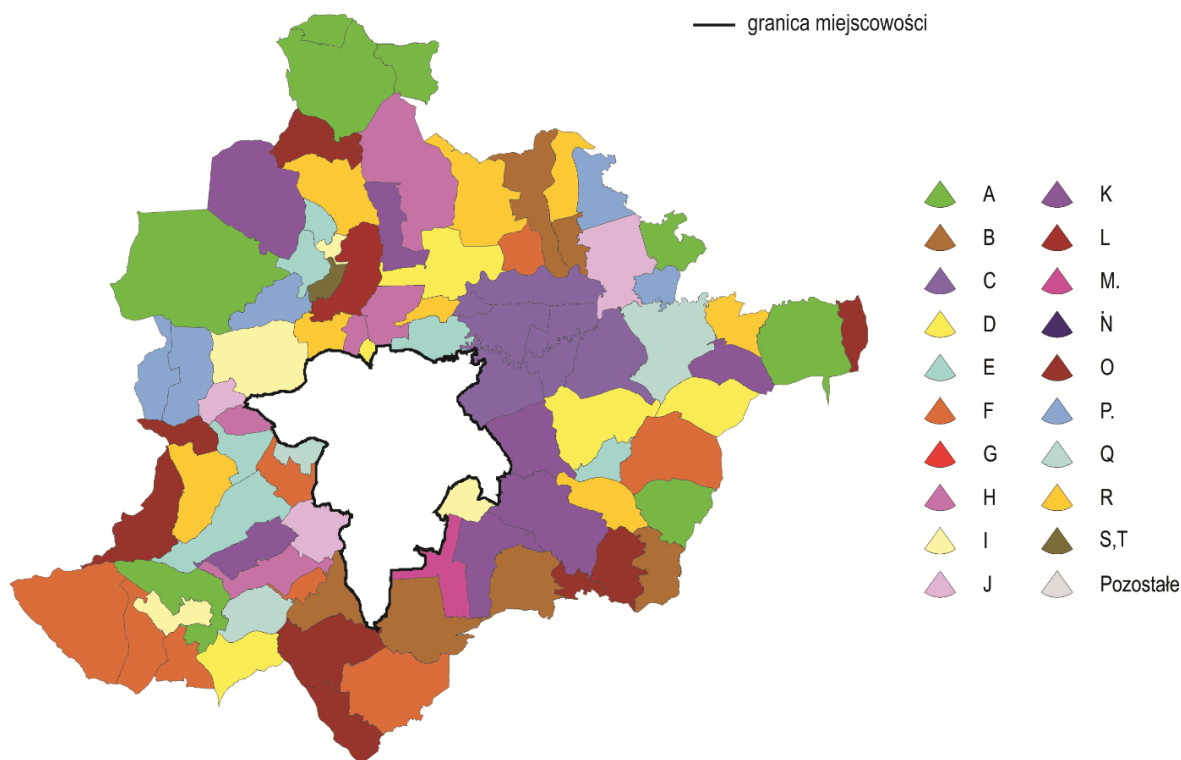 granica miejscowości
A K
B L
C M.
D Ń
E O
F P.
G Q
H R
I S,T
J Pozostałe